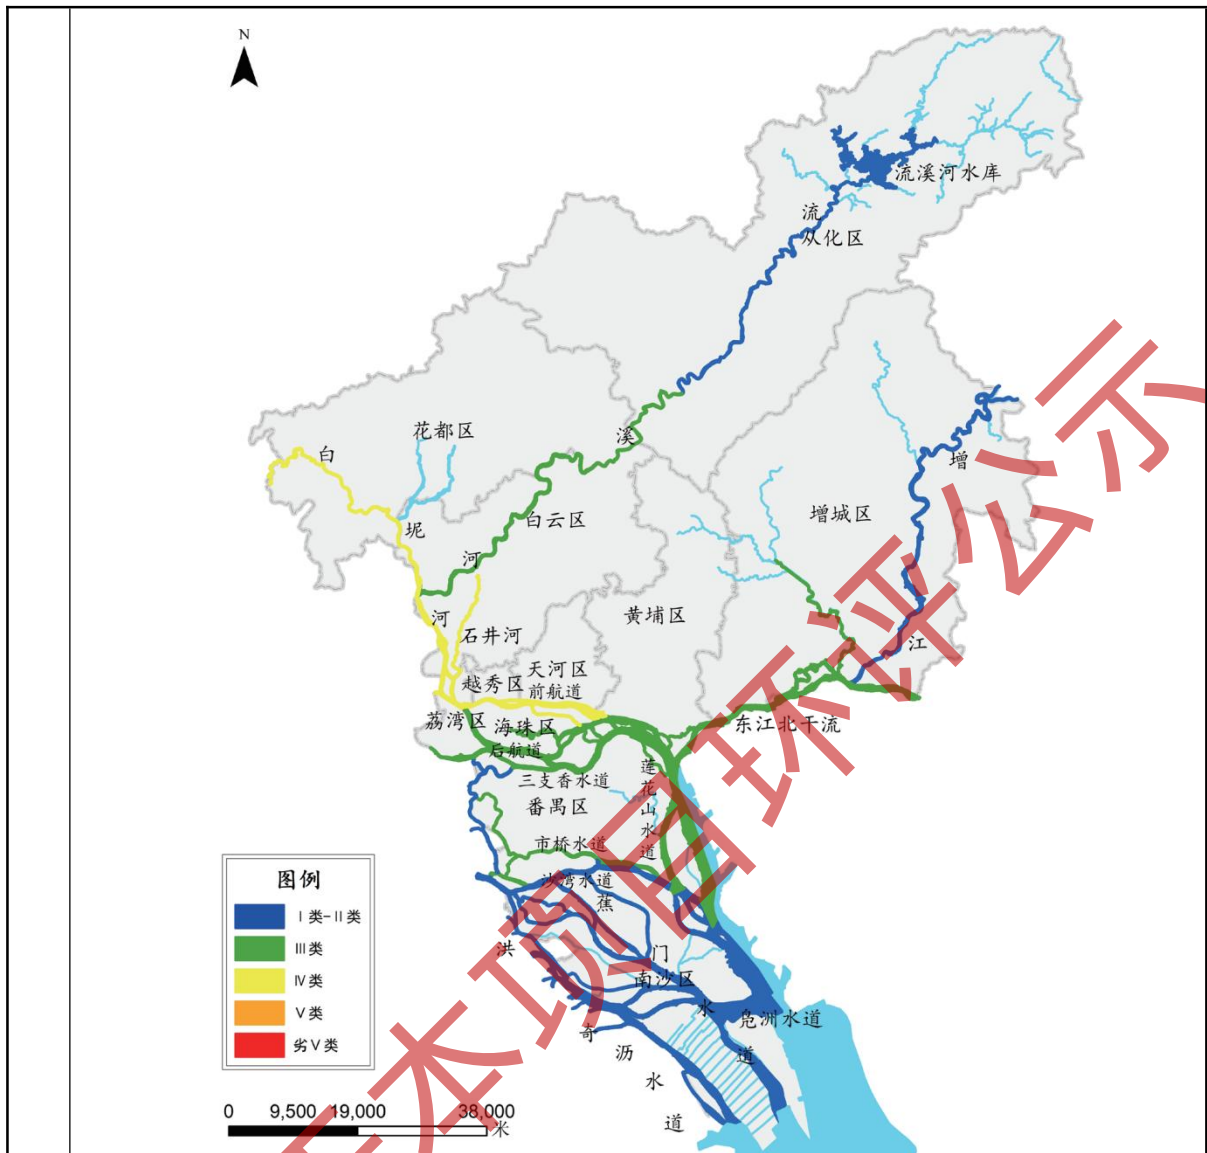 N
流溪河水库
流
从化区
花都区
溪
白
增
坭
白云区
增城区
河
河
石井河
黄埔区
江
天河区
越秀区
前航道
荔湾区
海珠区
东江北干流
后航道
莲花山水道
三支香水道
番禺区
市桥水道
沙湾水道
蕉
洪
门
南沙区
水
凫洲水道
奇
沥
道
水
道
图例
Ⅰ类-Ⅱ类
Ⅲ类
Ⅳ类
Ⅴ类
劣Ⅴ类
0 9,500 19,000 38,000
米
本项目环评公示